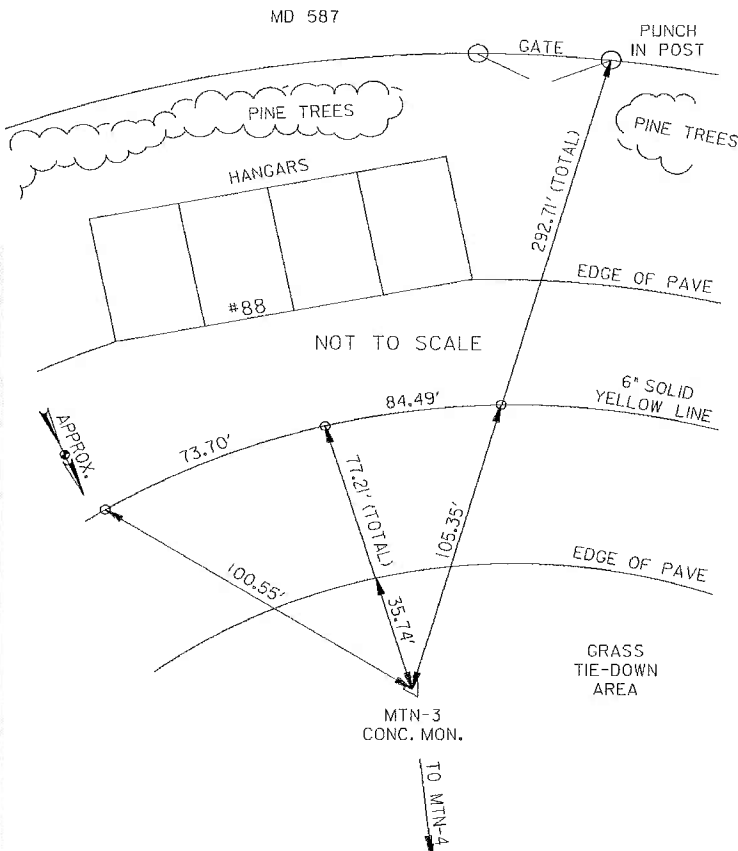 MD 587
GATE
PUNCH
IN POST
PINE TREES
PINE TREES
HANGARS
292.71' (TOTAL)
EDGE OF PAVE
#88
NOT TO SCALE
6" SOLID
YELLOW LINE
84.49'
APPROX.
73.70'
77.21' (TOTAL)
105.35'
EDGE OF PAVE
100.55'
35.74'
GRASS
TIE-DOWN
AREA
MTN-3
CONC. MON.
TO MTN-4